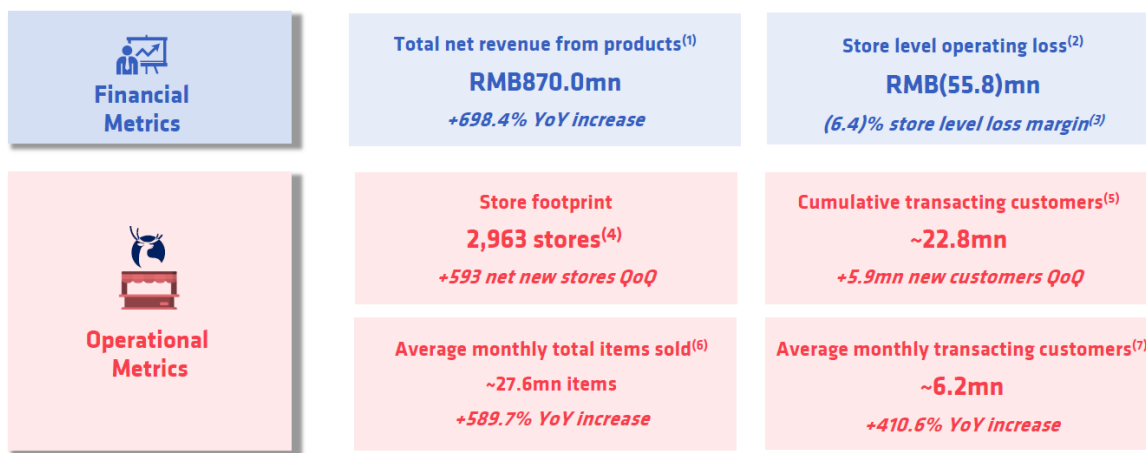 Financial
Metrics
Total net revenue from products(1)
RMB870.0mn
+698.4% YoY increase
Store level operating loss(2)
RMB(55.8)mn
(6.4)% store level loss margin(3)
Operational
Metrics
Store footprint
2,963 stores(4)
+593 net new stores QoQ
Cumulative transacting customers(5)
~22.8mn
+5.9mn new customers QoQ
Average monthly total items sold(6)
~27.6mn items
+589.7% YoY increase
Average monthly transacting customers(7)
~6.2mn
+410.6% YoY increase